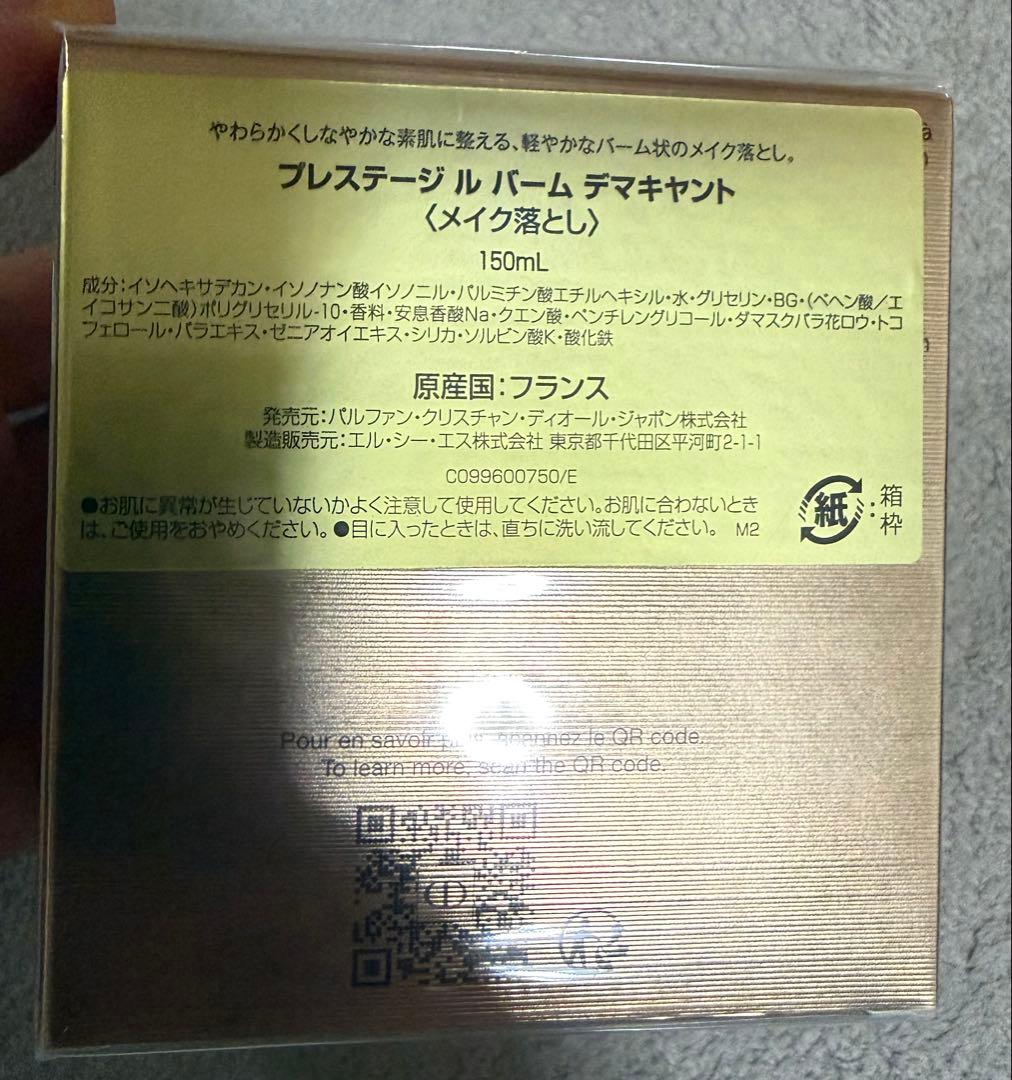 やわらかくしなやかな素肌に整える、軽やかなバーム状のメイク落とし。
プレステージ ル バーム デマキヤント
〈メイク落とし〉
150mL
成分：イソヘキサデカン・イソノナン酸イソノニル・パルミチン酸エチルヘキシル・水・グリセリン・BG・（ベヘン酸／エ
イコサン二酸）ポリグリセリル-10・香料・安息香酸Na・クエン酸・ペンチレングリコール・ダマスクバラ花ロウ・トコ
フェロール・バラエキス・ゼニアオイエキス・シリカ・ソルビン酸K・酸化鉄
原産国：フランス
発売元：パルファン・クリスチャン・ディオール・ジャポン株式会社
製造販売元：エル・シー・エス株式会社 東京都千代田区平河町2-1-1
C099600750/E
●お肌に異常が生じていないかよく注意して使用してください。お肌に合わないとき
は、ご使用をおやめください。●目に入ったときは、直ちに洗い流してください。 M2
紙：箱
枠
à
Pour en savoir plus, scannez le QR code.
To learn more, scan the QR code.
CD